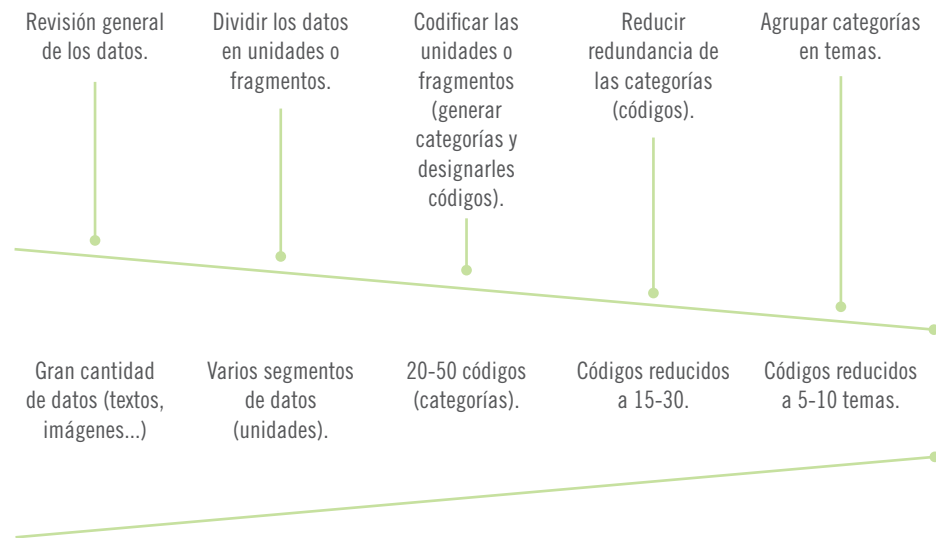 Revisión general
de los datos.
Dividir los datos
en unidades o
fragmentos.
Codificar las
unidades o
fragmentos
(generar
categorías y
designarles
códigos).
Reducir
redundancia de
las categorías
(códigos).
Agrupar categorías
en temas.
Gran cantidad
de datos (textos,
imágenes...)
Varios segmentos
de datos
(unidades).
20-50 códigos
(categorías).
Códigos reducidos
a 15-30.
Códigos reducidos
a 5-10 temas.